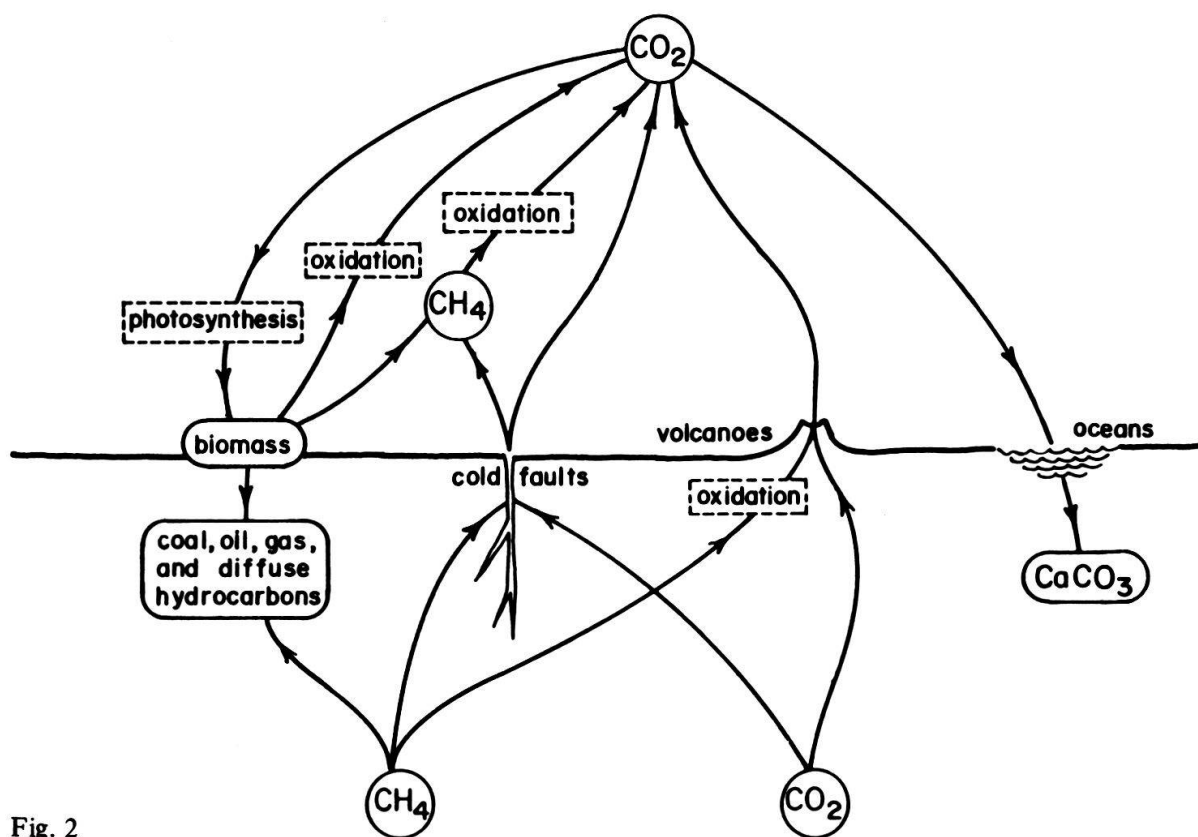 CO2
oxidation
oxidation
CH4
photosynthesis
biomass
volcanoes
oceans
cold faults
oxidation
coal, oil, gas,
and diffuse
hydrocarbons
CaCO3
CH4
CO2
Fig. 2